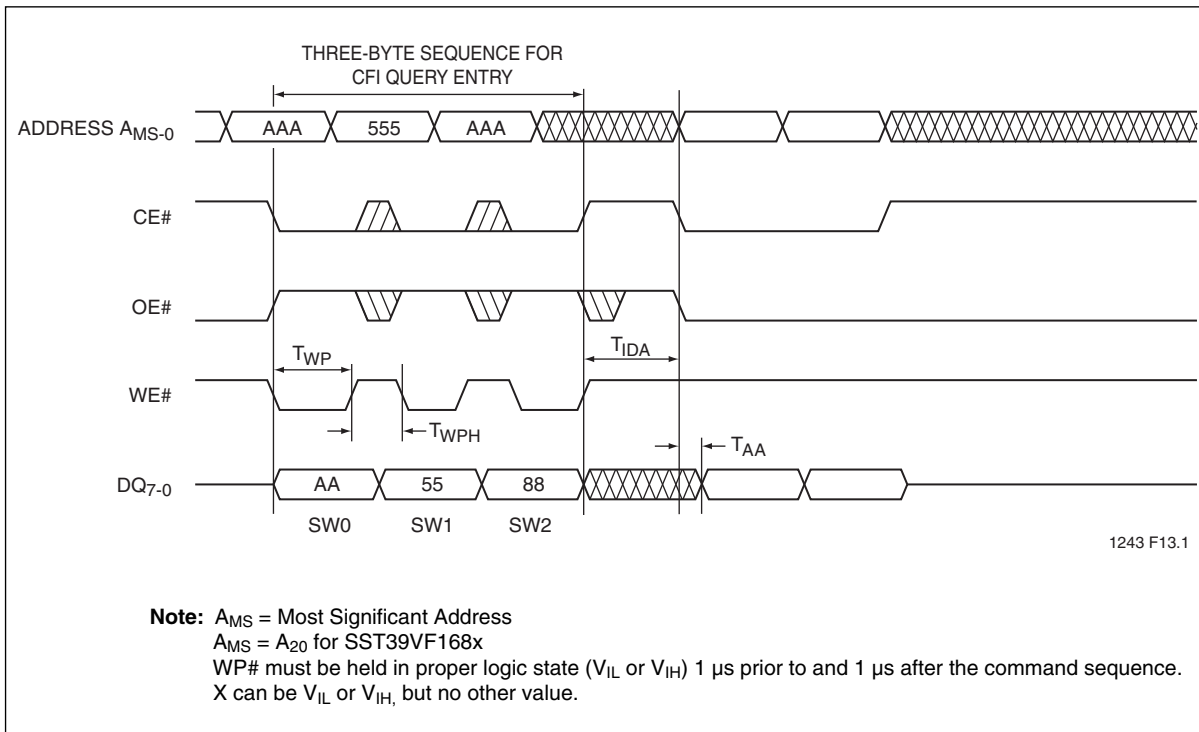 THREE-BYTE SEQUENCE FOR
CFI QUERY ENTRY
ADDRESS AMS-0
AAA 555 AAA
CE#
OE#
TWP
TIDA
WE#
TWPH
TAA
DQ7-0
AA 55 88
SW0 SW1 SW2
1243 F13.1
Note: AMS = Most Significant Address
AMS = A20 for SST39VF168x
WP# must be held in proper logic state (VIL or VIH) 1 µs prior to and 1 µs after the command sequence.
X can be VIL or VIH, but no other value.